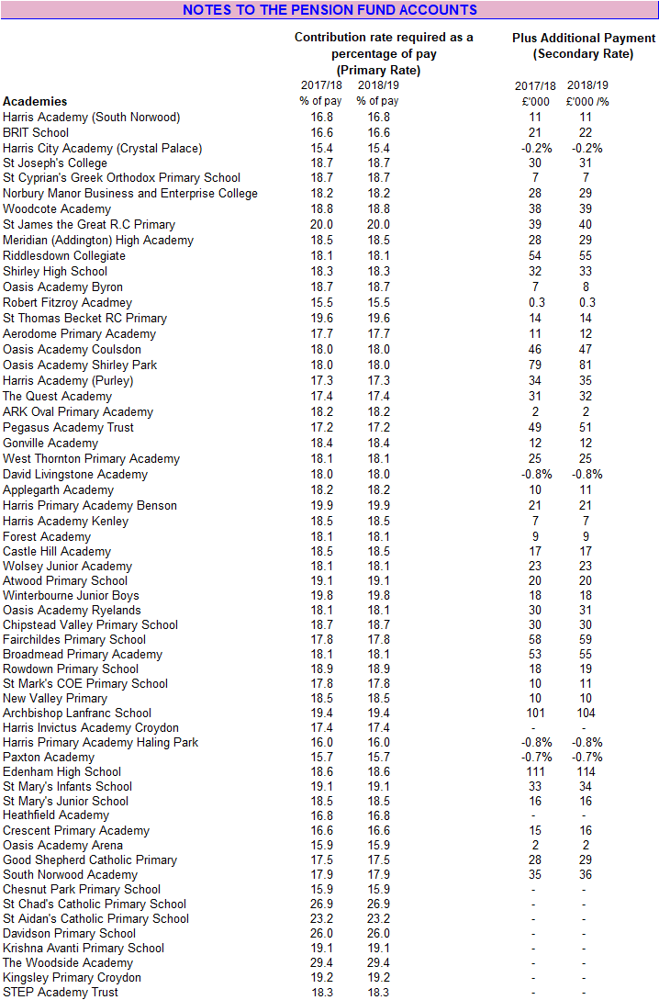 NOTES TO THE PENSION FUND ACCOUNTS
Contribution rate required as a percentage of pay (Primary Rate) Plus Additional Payment (Secondary Rate)
2017/18 2018/19 2017/18 2018/19
Academies % of pay % of pay £'000 £'000 /%
Harris Academy (South Norwood) 16.8 16.8 11 11
BRIT School 16.6 16.6 21 22
Harris City Academy (Crystal Palace) 15.4 15.4 -0.2% -0.2%
St Joseph's College 18.7 18.7 30 31
St Cyprian's Greek Orthodox Primary School 18.7 18.7 7 7
Norbury Manor Business and Enterprise College 18.2 18.2 28 29
Woodcote Academy 18.8 18.8 38 39
St James the Great R.C Primary 20.0 20.0 39 40
Meridian (Addington) High Academy 18.5 18.5 28 29
Riddlesdown Collegiate 18.1 18.1 54 55
Shirley High School 18.3 18.3 32 33
Oasis Academy Byron 18.7 18.7 7 8
Robert Fitzroy Acadmey 15.5 15.5 0.3 0.3
St Thomas Becket RC Primary 19.6 19.6 14 14
Aerodome Primary Academy 17.7 17.7 11 12
Oasis Academy Coulsdon 18.0 18.0 46 47
Oasis Academy Shirley Park 18.0 18.0 79 81
Harris Academy (Purley) 17.3 17.3 34 35
The Quest Academy 17.4 17.4 31 32
ARK Oval Primary Academy 18.2 18.2 2 2
Pegasus Academy Trust 17.2 17.2 49 51
Gonville Academy 18.4 18.4 12 12
West Thornton Primary Academy 18.1 18.1 25 25
David Livingstone Academy 18.0 18.0 -0.8% -0.8%
Applegarth Academy 18.2 18.2 10 11
Harris Primary Academy Benson 19.9 19.9 21 21
Harris Academy Kenley 18.5 18.5 7 7
Forest Academy 18.1 18.1 9 9
Castle Hill Academy 18.5 18.5 17 17
Wolsey Junior Academy 18.1 18.1 23 23
Atwood Primary School 19.1 19.1 20 20
Winterbourne Junior Boys 19.8 19.8 18 18
Oasis Academy Ryelands 18.1 18.1 30 31
Chipstead Valley Primary School 18.7 18.7 30 30
Fairchildes Primary School 17.8 17.8 58 59
Broadmead Primary Academy 18.1 18.1 53 55
Rowdown Primary School 18.9 18.9 18 19
St Mark's COE Primary School 17.8 17.8 10 11
New Valley Primary 18.5 18.5 10 10
Archbishop Lanfranc School 19.4 19.4 101 104
Harris Invictus Academy Croydon 17.4 17.4 - -
Harris Primary Academy Haling Park 16.0 16.0 -0.8% -0.8%
Paxton Academy 15.7 15.7 -0.7% -0.7%
Edenham High School 18.6 18.6 111 114
St Mary's Infants School 19.1 19.1 33 34
St Mary's Junior School 18.5 18.5 16 16
Heathfield Academy 16.8 16.8 - -
Crescent Primary Academy 16.6 16.6 15 16
Oasis Academy Arena 15.9 15.9 2 2
Good Shepherd Catholic Primary 17.5 17.5 28 29
South Norwood Academy 17.9 17.9 35 36
Chesnut Park Primary School 15.9 15.9 - -
St Chad's Catholic Primary School 26.9 26.9 - -
St Aidan's Catholic Primary School 23.2 23.2 - -
Davidson Primary School 26.0 26.0 - -
Krishna Avanti Primary School 19.1 19.1 - -
The Woodside Academy 29.4 29.4 - -
Kingsley Primary Croydon 19.2 19.2 - -
STEP Academy Trust 18.3 18.3 - -